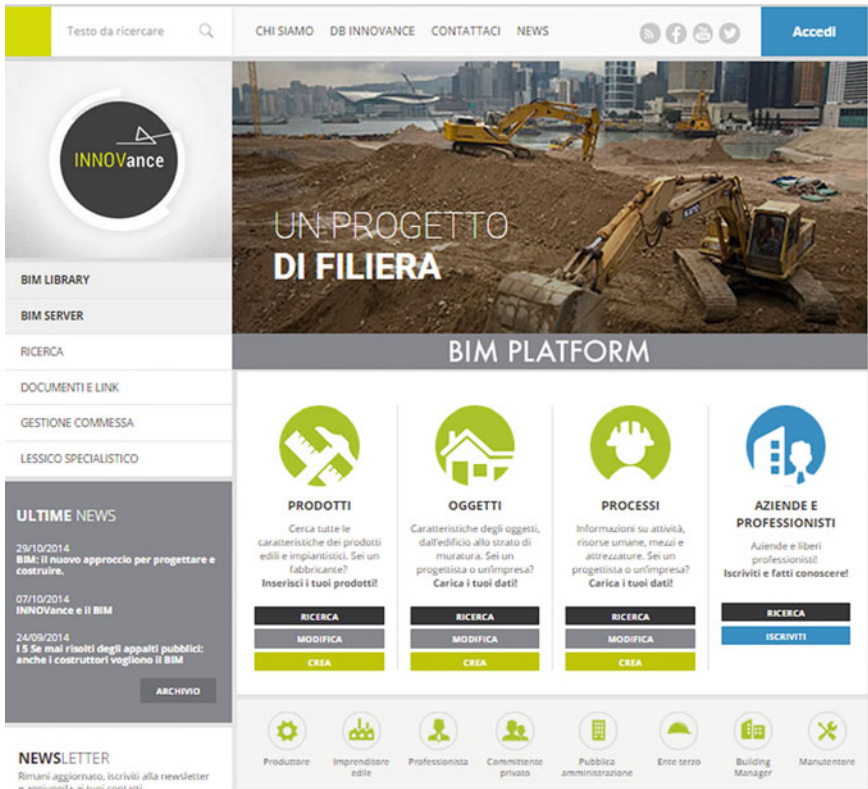 Testo da ricercare
CHI SIAMO DB INNOVANCE CONTATTACI NEWS
Accedi
INNOVance
UN PROGETTO
DI FILIERA
BIM PLATFORM
BIM LIBRARY
BIM SERVER
RICERCA
DOCUMENTI E LINK
GESTIONE COMMESSA
LESSICO SPECIALISTICO
ULTIME NEWS
29/10/2014
BIM: il nuovo approccio per progettare e
costruire.
07/10/2014
INNOVance e il BIM
24/09/2014
I 5 Se mai risolti degli appalti pubblici:
anche i costruttori vogliono il BIM
ARCHIVIO
NEWSLETTER
Rimani aggiornato, iscriviti alla newsletter
e aggiungila ai tuoi contatti
PRODOTTI
Cerca tutte le
caratteristiche dei prodotti
edili e impiantistici. Sei un
fabbricante?
Inserisci i tuoi prodotti!
RICERCA
MODIFICA
CREA
OGGETTI
Caratteristiche degli oggetti,
dall'edificio allo strato di
muratura. Sei un
progettista o un'impresa?
Carica i tuoi dati!
RICERCA
MODIFICA
CREA
PROCESSI
Informazioni su attività,
risorse umane, mezzi e
attrezzature. Sei un
progettista o un'impresa?
Carica i tuoi dati!
RICERCA
MODIFICA
CREA
AZIENDE E
PROFESSIONISTI
Aziende e liberi
professionisti!
Iscriviti e fatti conoscere!
RICERCA
ISCRIVITI
Produttore
Imprenditore
edile
Professionista
Committente
privato
Pubblica
amministrazione
Ente terzo
Building
Manager
Manutentore